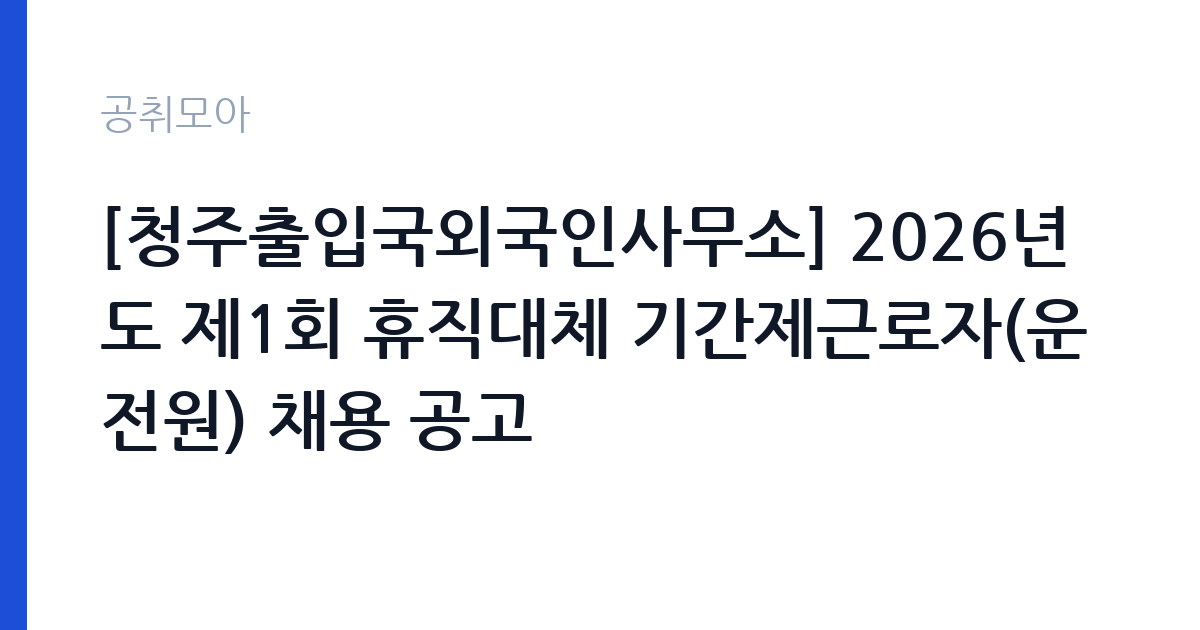 공취모아
[청주출입국외국인사무소] 2026년
도 제1회 휴직대체 기간제근로자(운
전원) 채용 공고